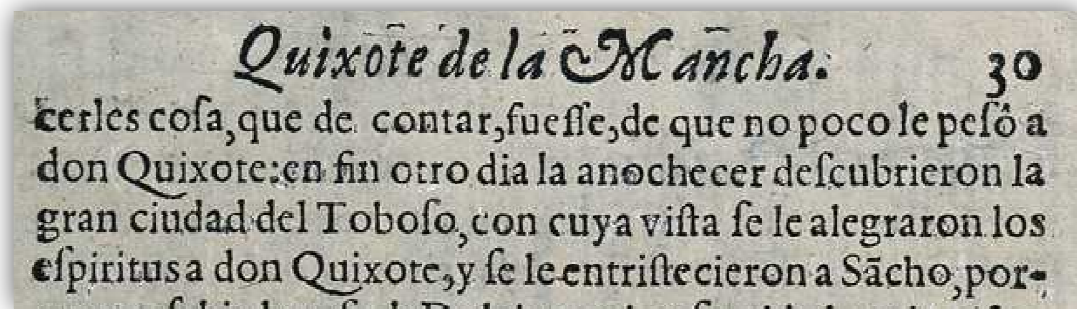 Quixote de la Mancha. 30
cerles coſa, que de contar, fueſſe, de que no poco le peſô a
don Quixote: en fin otro dia la anochecer deſcubrieron la
gran ciudad del Toboſo, con cuya viſta ſe le alegraron los
eſpiritus a don Quixote, y ſe le entriſtecieron a Sācho, por-